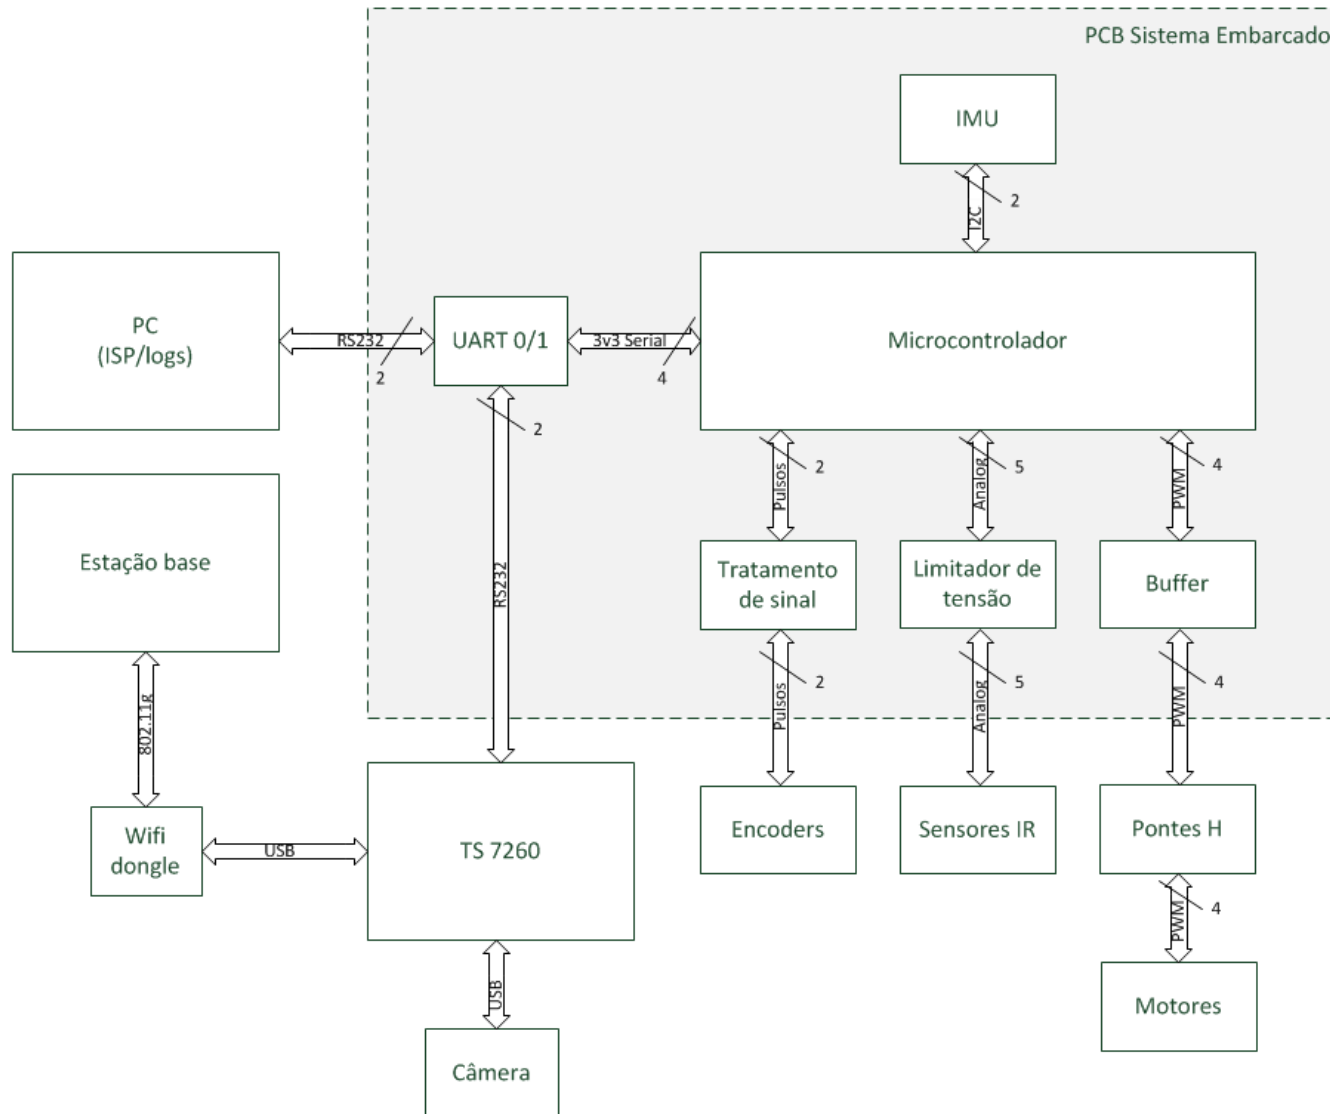 PCB Sistema Embarcado
IMU
2
I2C
PC
(ISP/logs)
RS232
2
UART 0/1
3v3 Serial
4
Microcontrolador
2
RS232
2
Pulsos
5
Analog
4
PWM
Estação base
Tratamento
de sinal
Limitador de
tensão
Buffer
2
Pulsos
5
Analog
4
PWM
802.11g
Wifi
dongle
USB
TS 7260
Encoders
Sensores IR
Pontes H
4
PWM
USB
Motores
Câmera